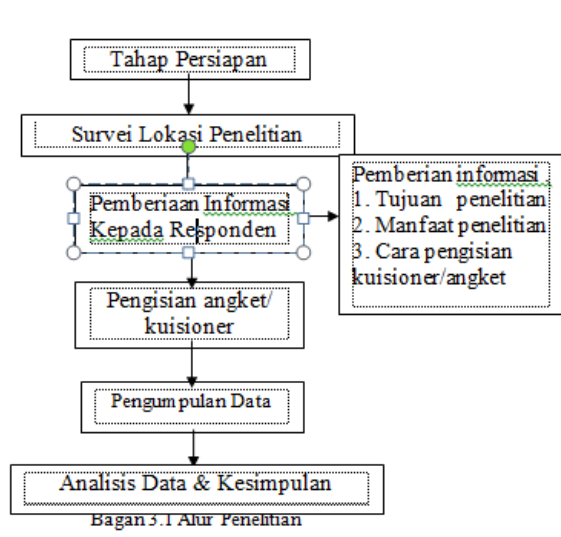 Tahap Persiapan
Survei Lokasi Penelitian
Pemberiaan Informasi
Kepada Responden
Pemberian informasi .
1. Tujuan penelitian
2. Manfaat penelitian
3. Cara pengisian
kuisioner/angket
Pengisian angket/
kuisioner
Pengumpulan Data
Analisis Data & Kesimpulan
Bagan 3.1 Alur Penelitian